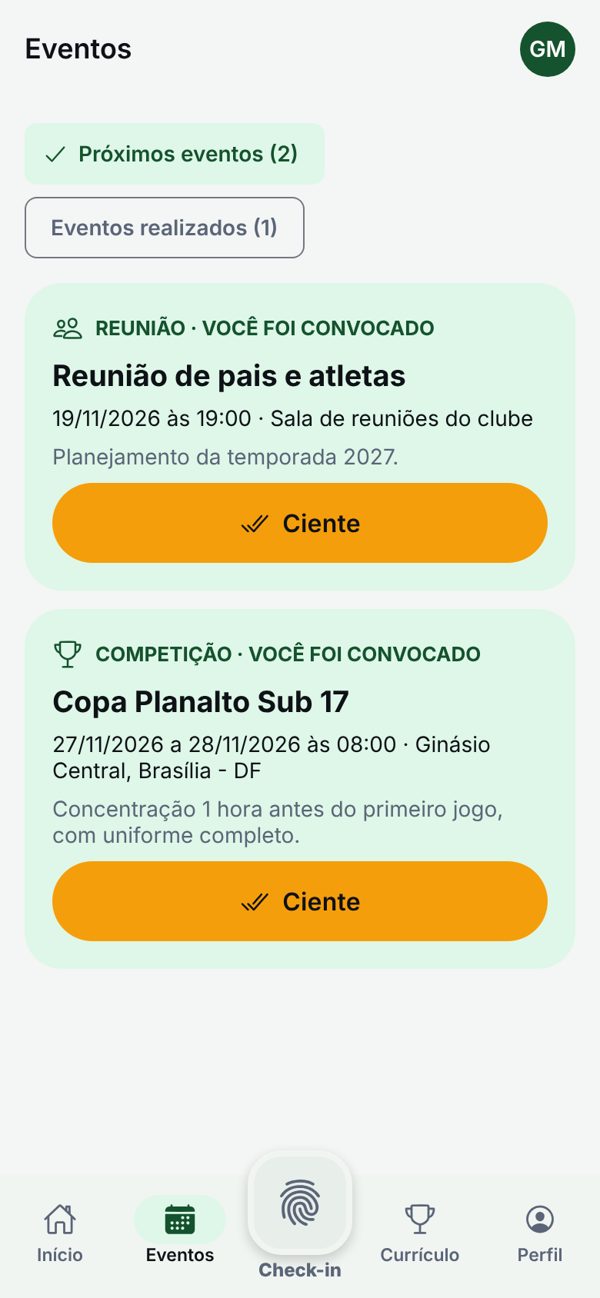 Eventos
GM
Próximos eventos (2)
Eventos realizados (1)
REUNIÃO · VOCÊ FOI CONVOCADO
Reunião de pais e atletas
19/11/2026 às 19:00 · Sala de reuniões do clube
Planejamento da temporada 2027.
Ciente
COMPETIÇÃO · VOCÊ FOI CONVOCADO
Copa Planalto Sub 17
27/11/2026 a 28/11/2026 às 08:00 · Ginásio
Central, Brasília - DF
Concentração 1 hora antes do primeiro jogo,
com uniforme completo.
Ciente
Início
Eventos
Check-in
Currículo
Perfil